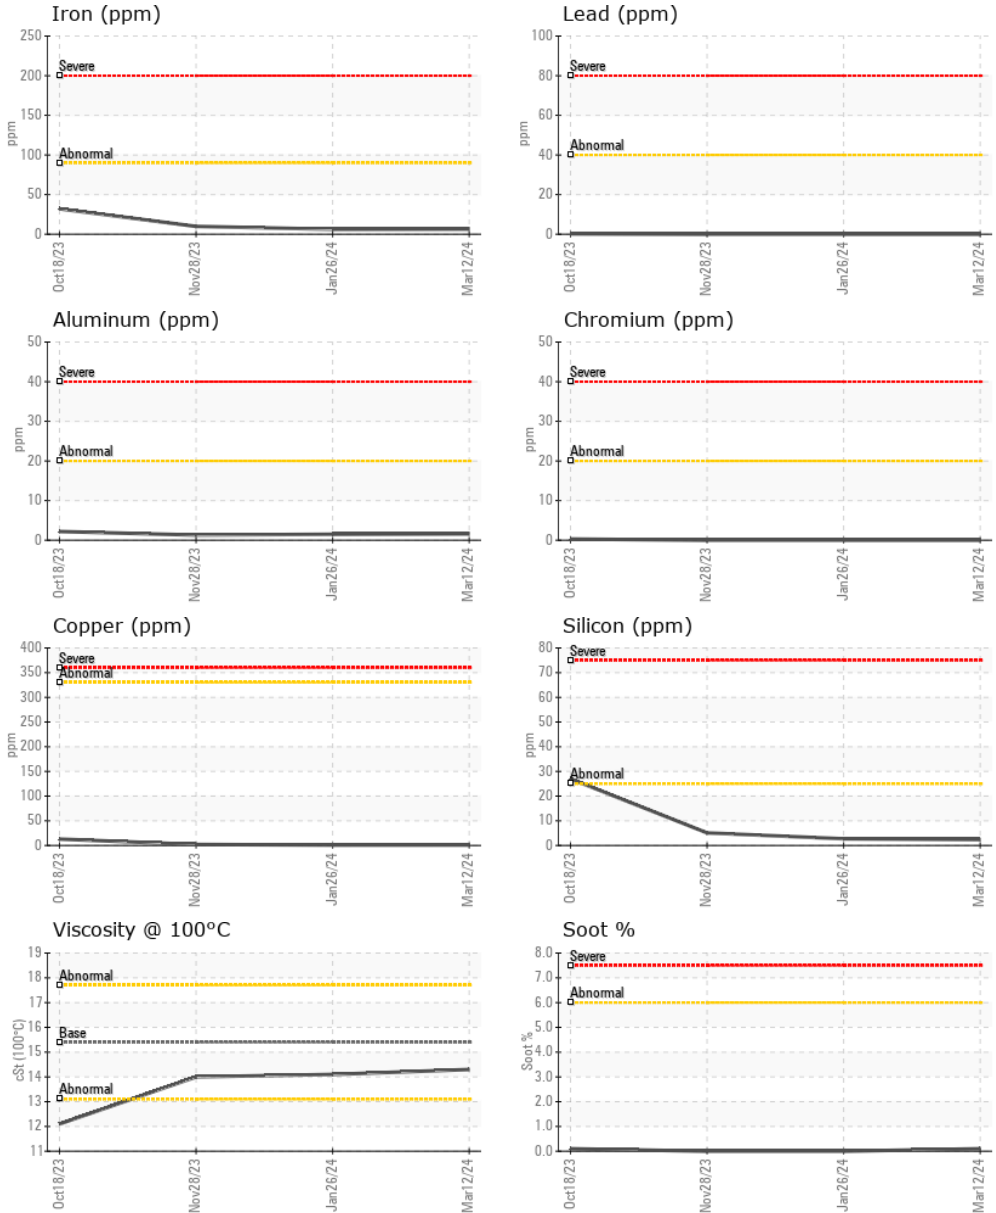 Iron (ppm)
250
200
150
100
50
0
ppm
Severe
Abnormal
Oct18/23
Nov28/23
Jan26/24
Mar12/24
Lead (ppm)
100
80
60
40
20
0
ppm
Severe
Abnormal
Oct18/23
Nov28/23
Jan26/24
Mar12/24
Aluminum (ppm)
50
40
30
20
10
0
ppm
Severe
Abnormal
Oct18/23
Nov28/23
Jan26/24
Mar12/24
Chromium (ppm)
50
40
30
20
10
0
ppm
Severe
Abnormal
Oct18/23
Nov28/23
Jan26/24
Mar12/24
Copper (ppm)
400
350
300
250
200
150
100
50
0
ppm
Severe
Abnormal
Oct18/23
Nov28/23
Jan26/24
Mar12/24
Silicon (ppm)
80
70
60
50
40
30
20
10
0
ppm
Severe
Abnormal
Oct18/23
Nov28/23
Jan26/24
Mar12/24
Viscosity @ 100°C
19
18
17
16
15
14
13
12
11
cSt (100°C)
Abnormal
Base
Abnormal
Oct18/23
Nov28/23
Jan26/24
Mar12/24
Soot %
8.0
7.0
6.0
5.0
4.0
3.0
2.0
1.0
0.0
Soot %
Severe
Abnormal
Oct18/23
Nov28/23
Jan26/24
Mar12/24